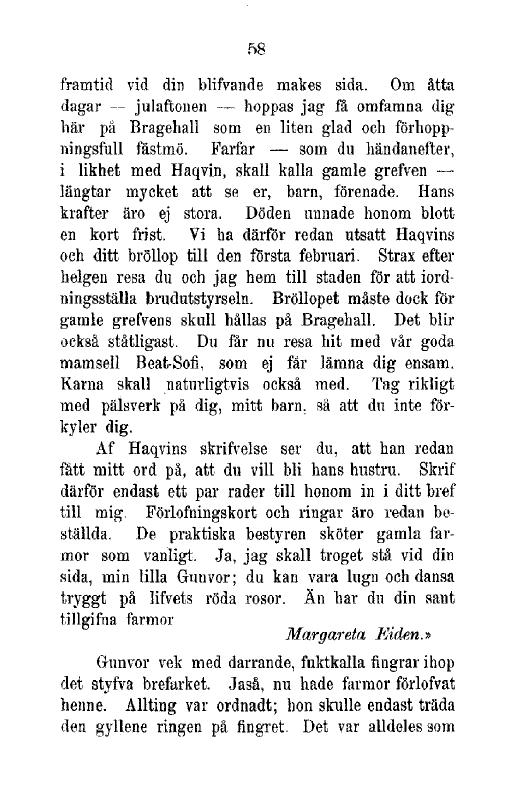 58
framtid vid din blifvande makes sida. Om åtta
dagar — julaftonen — hoppas jag få omfamna dig
här på Bragehall som en liten glad och förhopp-
ningsfull fästmö. Farfar — som du händanefter,
i likhet med Haqvin, skall kalla gamle grefven —
längtar mycket att se er, barn, förenade. Hans
krafter äro ej stora. Döden unnade honom blott
en kort frist. Vi ha därför redan utsatt Haqvins
och ditt bröllop till den första februari. Strax efter
helgen resa du och jag hem till staden för att iord-
ningsställa brudutstyrseln. Bröllopet måste dock för
gamle grefvens skull hållas på Bragehall. Det blir
också ståtligast. Du får nu resa hit med vår goda
mamsell Beat-Sofi, som ej får lämna dig ensam.
Karna skall naturligtvis också med. Tag rikligt
med pälsverk på dig, mitt barn, så att du inte för-
kyler dig.
Af Haqvins skrifvelse ser du, att han redan
fått mitt ord på, att du vill bli hans hustru. Skrif
därför endast ett par rader till honom in i ditt bref
till mig. Förlofningskort och ringar äro redan be-
ställda. De praktiska bestyren sköter gamla far-
mor som vanligt. Ja, jag skall troget stå vid din
sida, min lilla Gunvor; du kan vara lugn och dansa
tryggt på lifvets röda rosor. Än har du din sant
tillgifna farmor
Margareta Eiden.»
Gunvor vek med darrande, fuktkalla fingrar ihop
det styfva brefarket. Jaså, nu hade farmor förlofvat
henne. Allting var ordnadt; hon skulle endast träda
den gyllene ringen på fingret. Det var alldeles som